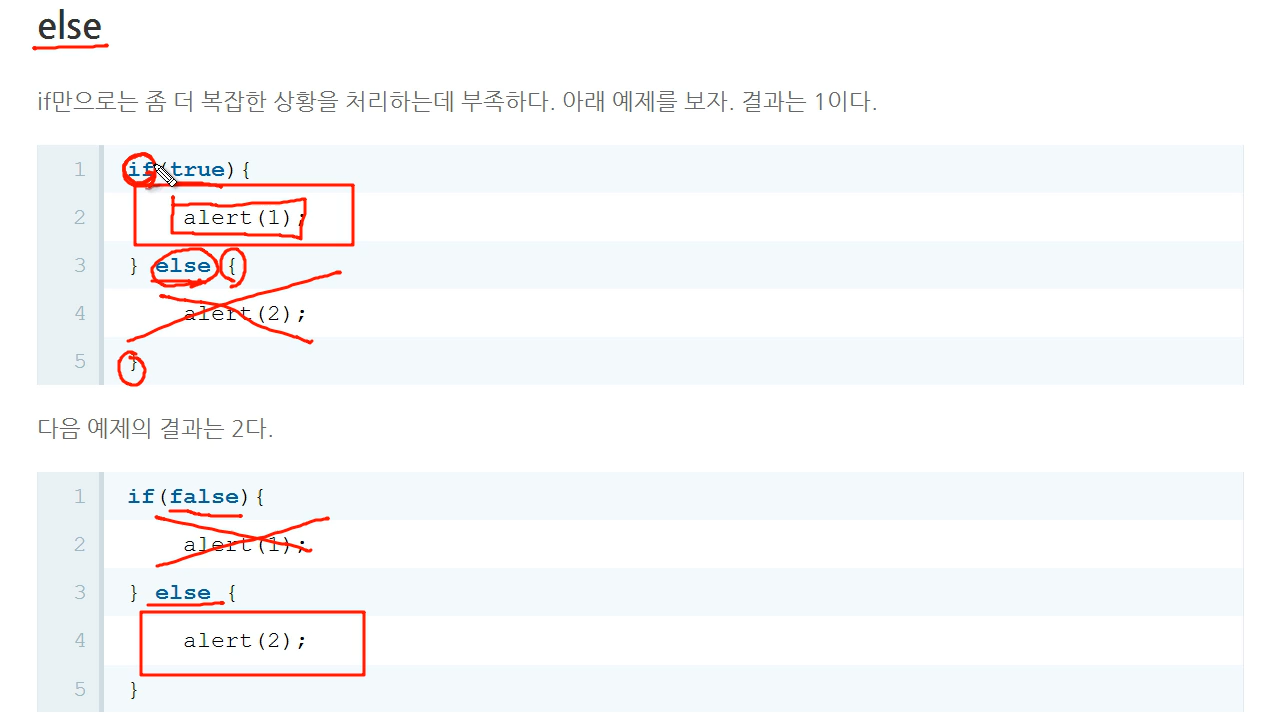 else
if만으로는 좀 더 복잡한 상황을 처리하는데 부족하다. 아래 예제를 보자. 결과는 1이다.
1 if(true){
2 alert(1);
3 } else {
4 alert(2);
5 }
다음 예제의 결과는 2다.
1 if(false){
2 alert(1);
3 } else {
4 alert(2);
5 }